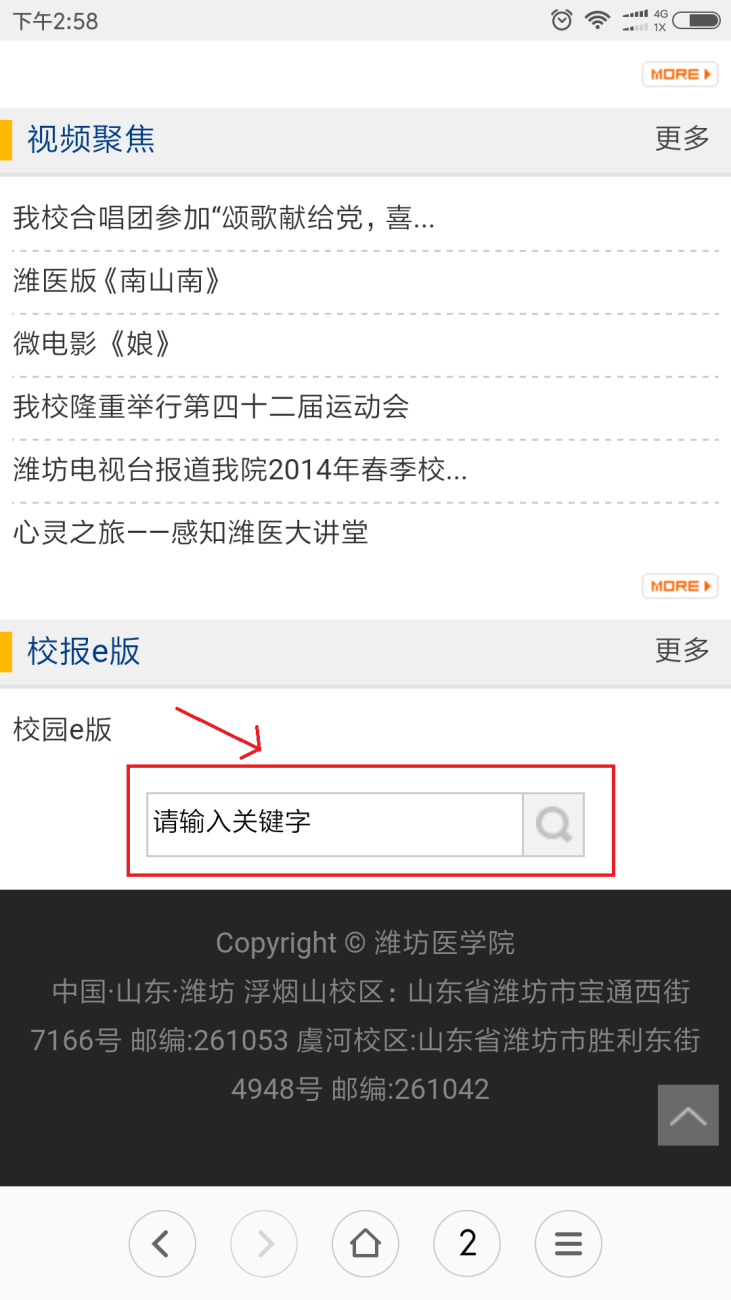 下午2:58
4G
1X
MORE
视频聚焦 更多
我校合唱团参加“颂歌献给党，喜...
潍医版《南山南》
微电影《娘》
我校隆重举行第四十二届运动会
潍坊电视台报道我院2014年春季校...
心灵之旅——感知潍医大讲堂
MORE
校报e版 更多
校园e版
请输入关键字
Copyright © 潍坊医学院
中国·山东·潍坊 浮烟山校区：山东省潍坊市宝通西街
7166号 邮编:261053 虞河校区:山东省潍坊市胜利东街
4948号 邮编:261042
2